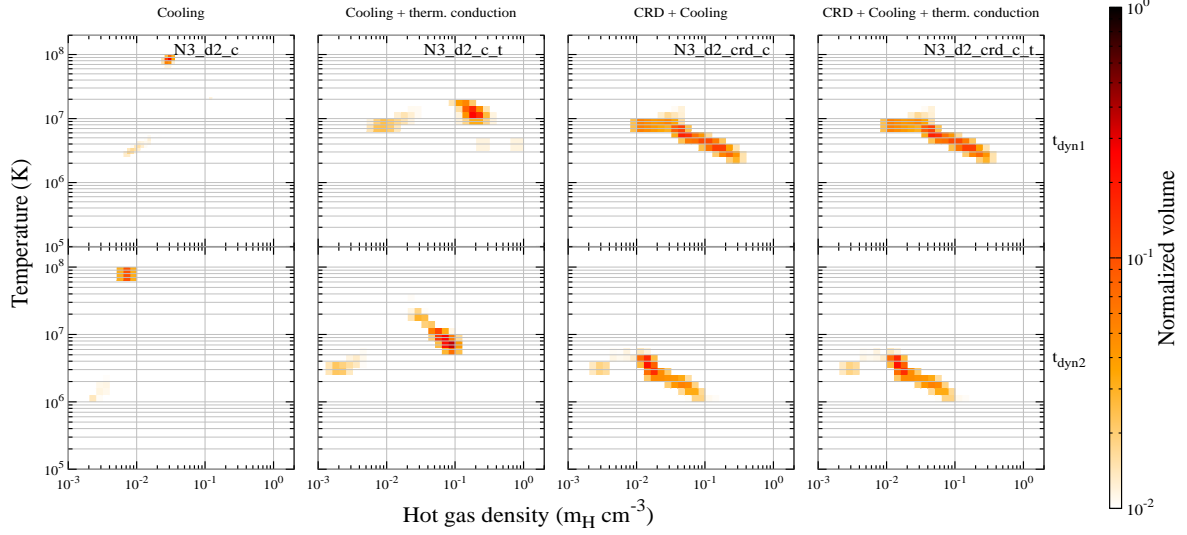 Cooling
Cooling + therm. conduction
CRD + Cooling
CRD + Cooling + therm. conduction
N3_d2_c
N3_d2_c_t
N3_d2_crd_c
N3_d2_crd_c_t
10^8
10^7
10^6
10^5
t_dyn1
10^8
10^7
10^6
10^5
t_dyn2
10^-3 10^-2 10^-1 10^0
10^-3 10^-2 10^-1 10^0
10^-3 10^-2 10^-1 10^0
10^-3 10^-2 10^-1 10^0
Temperature (K)
Hot gas density (m_H cm^-3)
10^0
10^-1
10^-2
Normalized volume